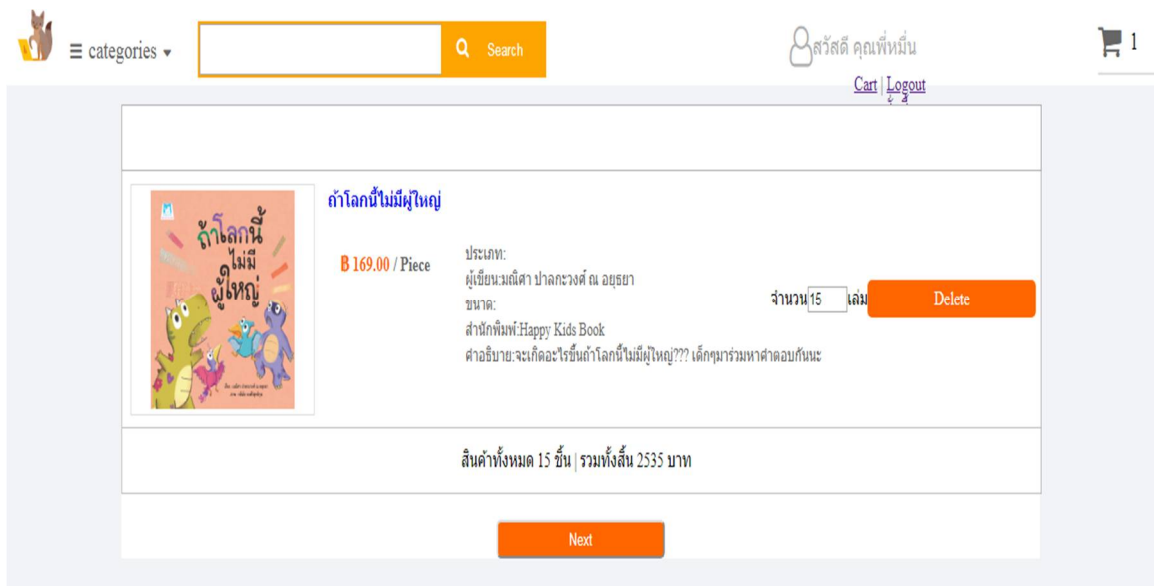 categories
Search
สวัสดี คุณพี่หมื่น
1
Cart | Logout
ถ้าโลกนี้ไม่มีผู้ใหญ่
ถ้าโลกนี้
ไม่มี
ผู้ใหญ่
฿ 169.00 / Piece
ประเภท:
ผู้เขียน:มณิศา ปาลกะวงศ์ ณ อยุธยา
ขนาด:
สำนักพิมพ์:Happy Kids Book
คำอธิบาย:จะเกิดอะไรขึ้นถ้าโลกนี้ไม่มีผู้ใหญ่??? เด็กๆมาร่วมหาคำตอบกันนะ
จำนวน 15 เล่ม
Delete
สินค้าทั้งหมด 15 ชิ้น | รวมทั้งสิ้น 2535 บาท
Next